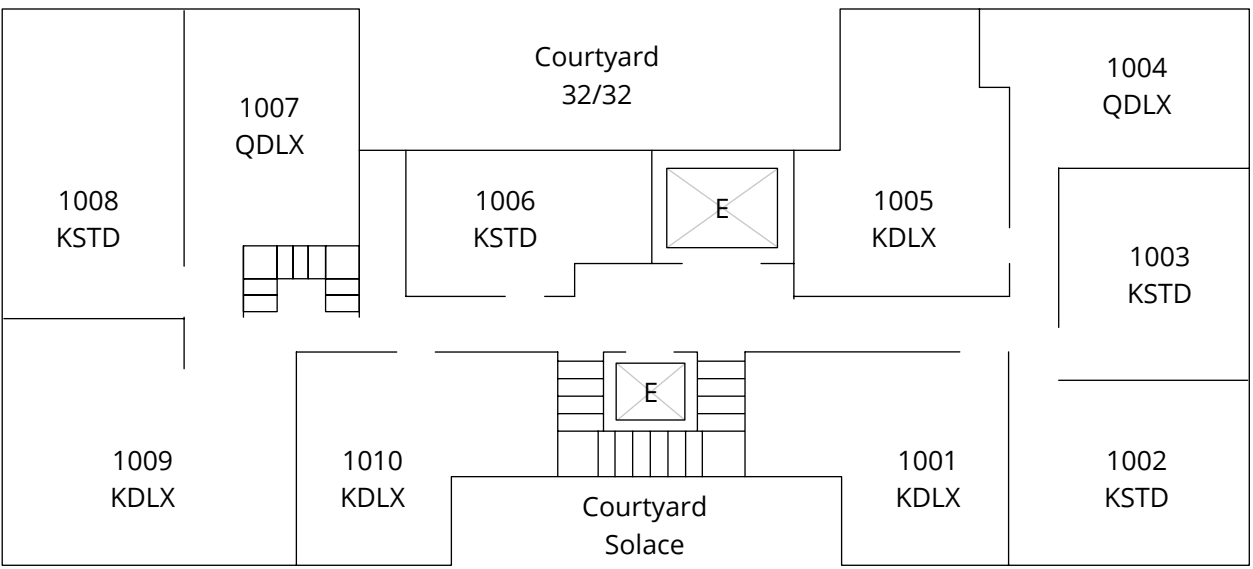 Courtyard
32/32
1004
QDLX
1007
QDLX
1008
KSTD
1006
KSTD
E
1005
KDLX
1003
KSTD
E
1009
KDLX
1010
KDLX
1001
KDLX
1002
KSTD
Courtyard
Solace